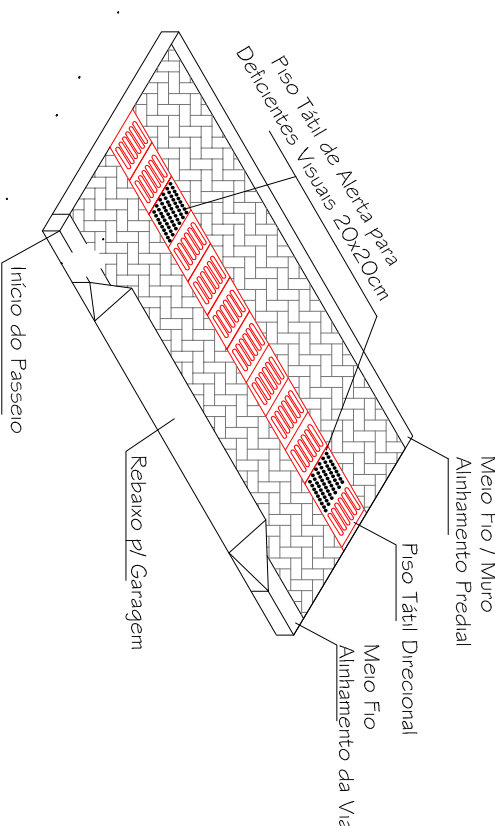 Piso Tátil de Alerta para
Deficientes Visuais 20x20cm
Meio Fio / Muro
Alinhamento Predial
Piso Tátil Direcional
Meio Fio
Alinhamento da Via
Rebaixo p/ Garagem
Início do Passeio